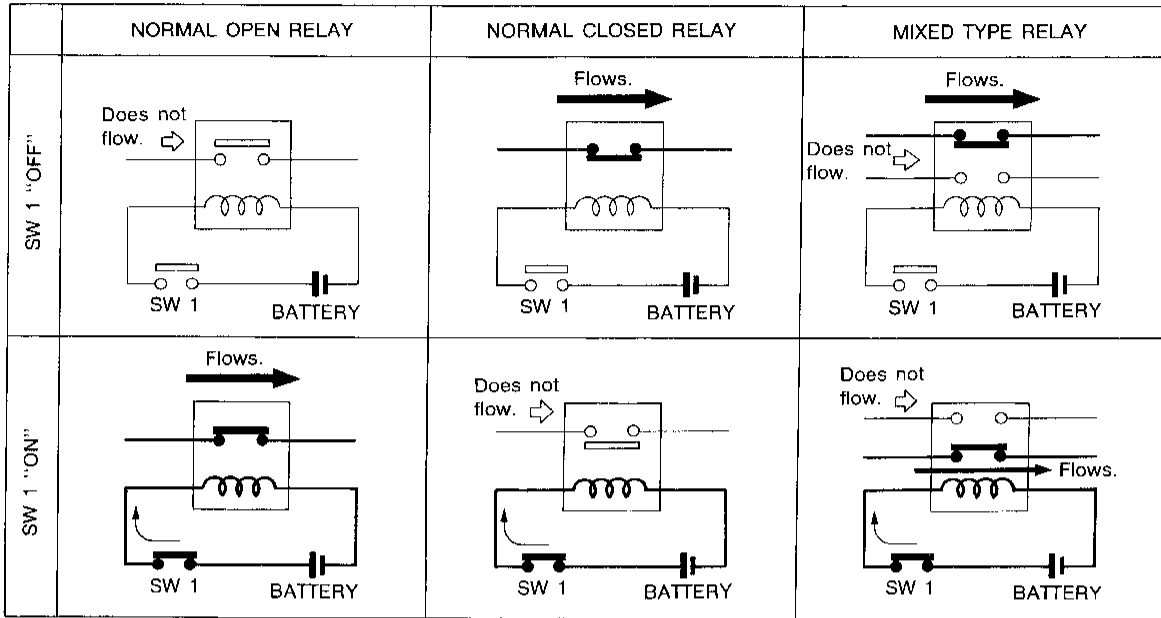 NORMAL OPEN RELAY
NORMAL CLOSED RELAY
MIXED TYPE RELAY
SW 1 "OFF"
Does not
flow.
SW 1
BATTERY
Flows.
SW 1
BATTERY
Flows.
Does not
flow.
SW 1
BATTERY
SW 1 "ON"
Flows.
SW 1
BATTERY
Does not
flow.
SW 1
BATTERY
Does not
flow.
Flows.
SW 1
BATTERY